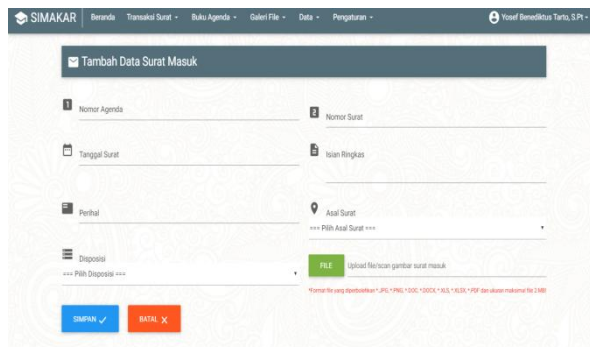 SIMAKAR Beranda Transaksi Surat Buku Agenda Galeri File Data Pengaturan Yosef Benediktus Tarto, S.Pt
Tambah Data Surat Masuk
1 Nomor Agenda
2 Nomor Surat
Tanggal Surat
Isian Ringkas
Perihal
Asal Surat
=== Pilih Asal Surat ===
Disposisi
=== Pilih Disposisi ===
FILE Upload file/scan gambar surat masuk
*Format file yang diperbolehkan *.JPG, *.PNG, *.DOC, *.DOCX, *.XLS, *.XLSX, *.PDF dan ukuran maksimal file 2 MB!
SIMPAN BATAL